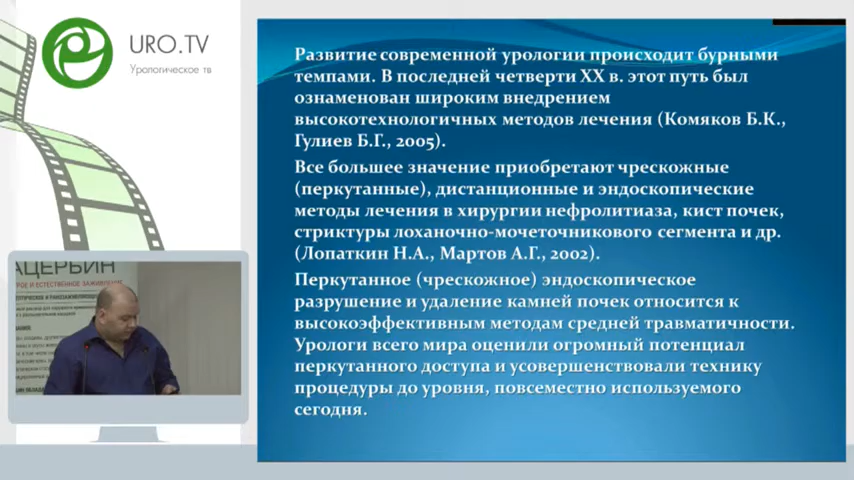 URO.TV
Урологическое тв
Развитие современной урологии происходит бурными
темпами. В последней четверти XX в. этот путь был
ознаменован широким внедрением
высокотехнологичных методов лечения (Комяков Б.К.,
Гулиев Б.Г., 2005).
Все большее значение приобретают чрескожные
(перкутанные), дистанционные и эндоскопические
методы лечения в хирургии нефролитиаза, кист почек,
стриктуры лоханочно-мочеточникового сегмента и др.
(Лопаткин Н.А., Мартов А.Г., 2002).
Перкутанное (чрескожное) эндоскопическое
разрушение и удаление камней почек относится к
высокоэффективным методам средней травматичности.
Урологи всего мира оценили огромный потенциал
перкутанного доступа и усовершенствовали технику
процедуры до уровня, повсеместно используемого
сегодня.
АЦЕРБИН
РОЕ И ЕСТЕСТВЕННОЕ ЗАЖИВЛЕНИЕ